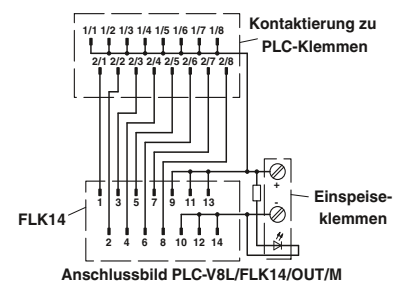 Kontaktierung zu
PLC-Klemmen
1/1 1/2 1/3 1/4 1/5 1/6 1/7 1/8
2/1 2/2 2/3 2/4 2/5 2/6 2/7 2/8
1 3 5 7 9 11 13
+
-
Einspeise-
klemmen
FLK14
2 4 6 8 10 12 14
Anschlussbild PLC-V8L/FLK14/OUT/M